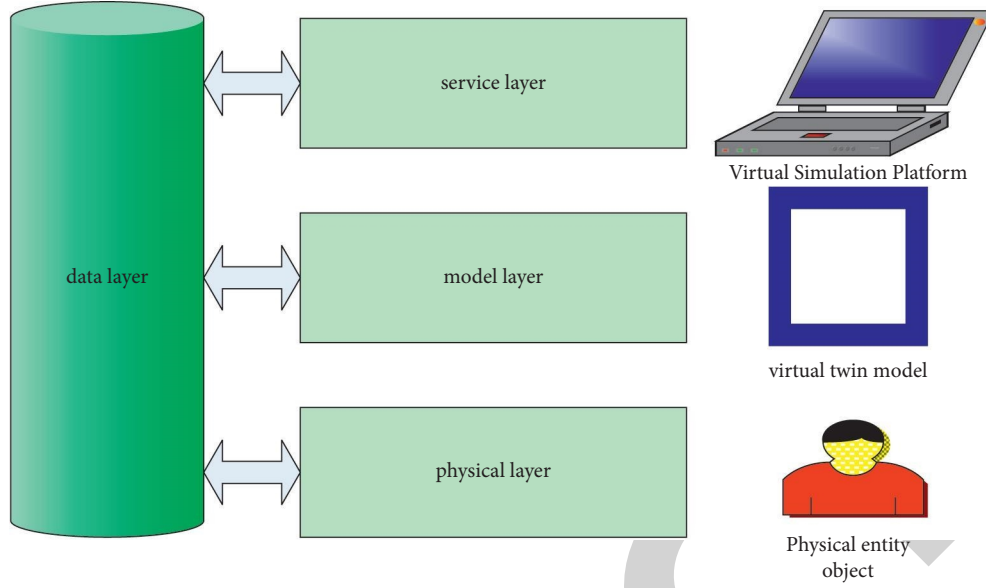 service layer
Virtual Simulation Platform
data layer
model layer
virtual twin model
physical layer
Physical entity
object